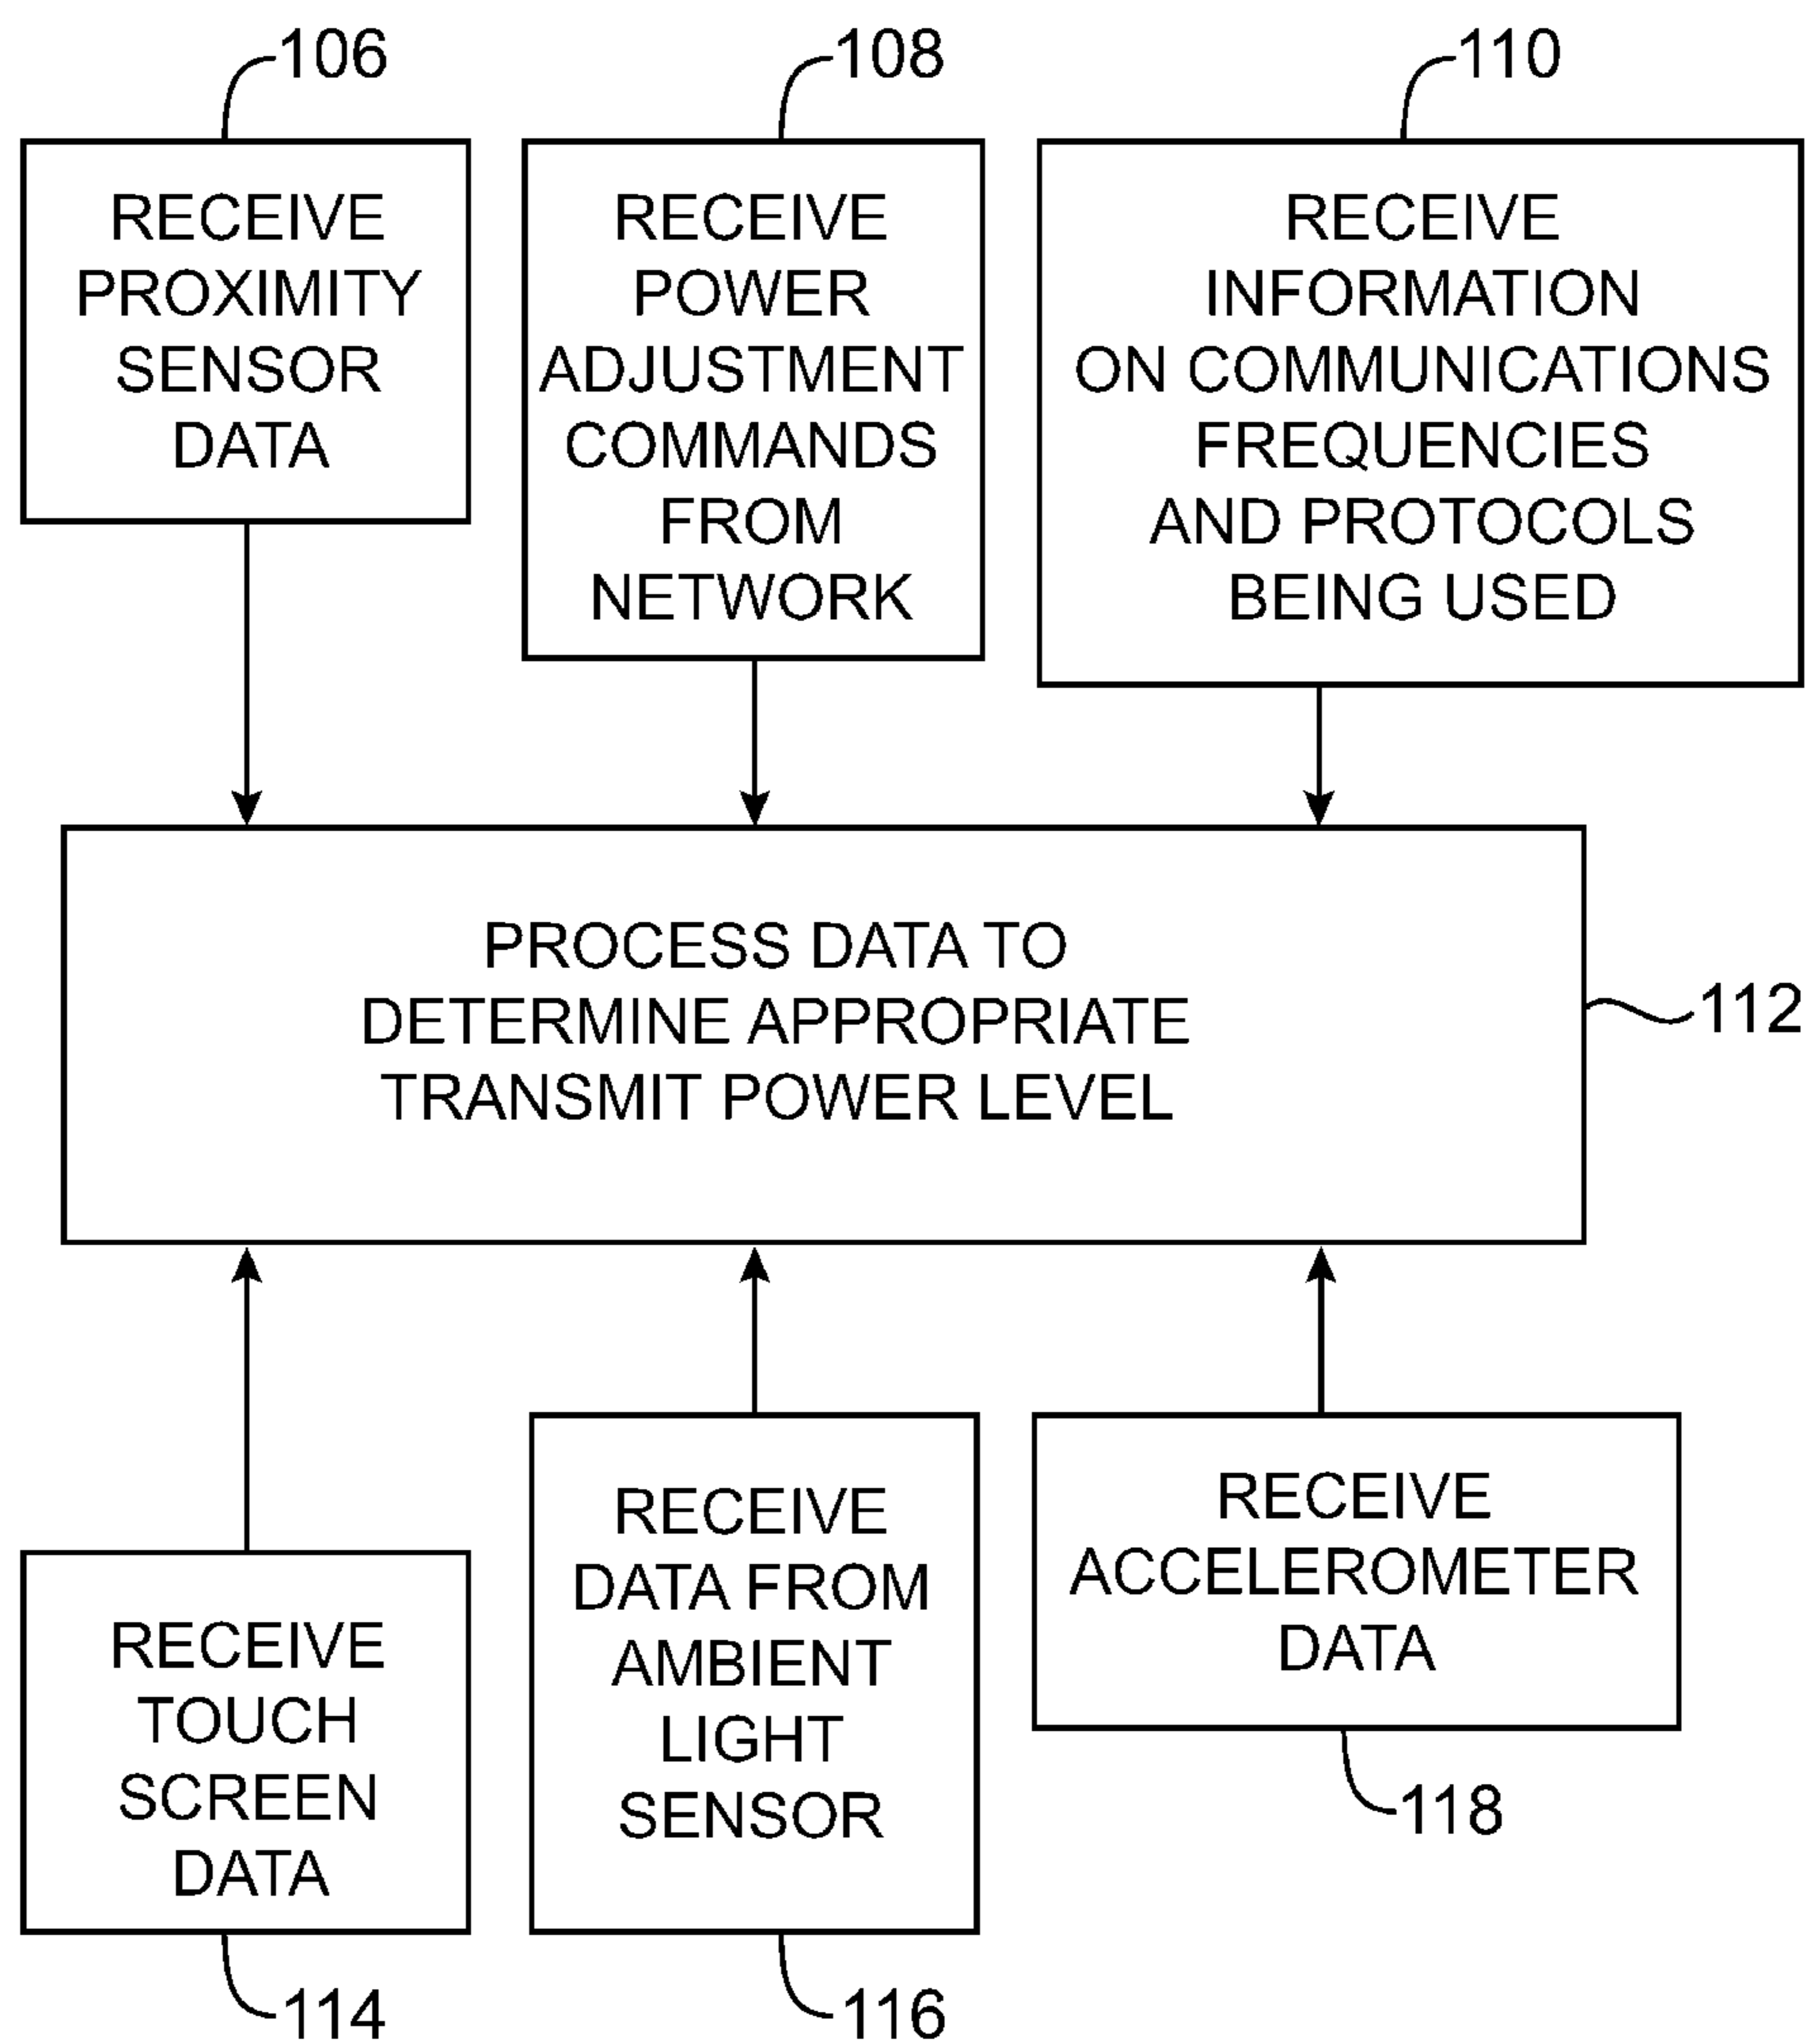 106
RECEIVE
PROXIMITY
SENSOR
DATA
108
RECEIVE
POWER
ADJUSTMENT
COMMANDS
FROM
NETWORK
110
RECEIVE
INFORMATION
ON COMMUNICATIONS
FREQUENCIES
AND PROTOCOLS
BEING USED
PROCESS DATA TO
DETERMINE APPROPRIATE
TRANSMIT POWER LEVEL
112
RECEIVE
TOUCH
SCREEN
DATA
114
RECEIVE
DATA FROM
AMBIENT
LIGHT
SENSOR
116
RECEIVE
ACCELEROMETER
DATA
118